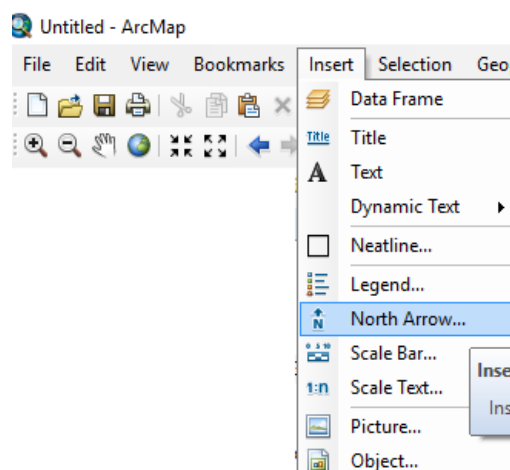 Untitled - ArcMap
File Edit View Bookmarks Insert Selection Geo
Data Frame
Title Title
A Text
Dynamic Text
Neatline...
Legend...
N North Arrow...
Scale Bar...
Inse
1:n Scale Text...
Ins
Picture...
Object...